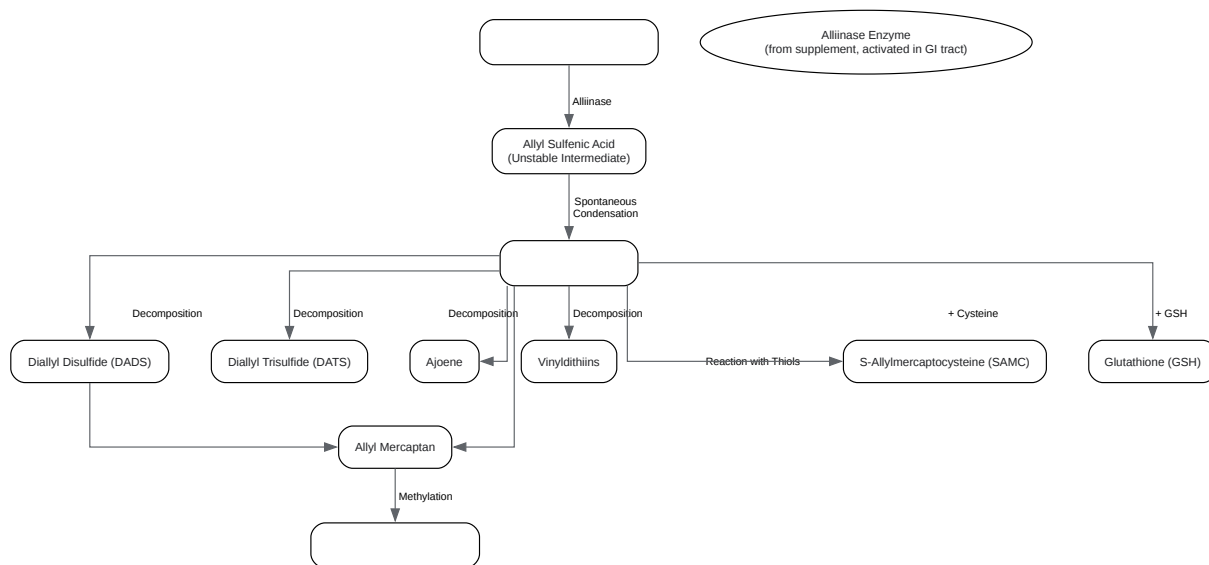 Alliinase Enzyme
(from supplement, activated in GI tract)
Alliinase
Allyl Sulfenic Acid
(Unstable Intermediate)
Spontaneous
Condensation
Decomposition
Decomposition
Decomposition
Decomposition
+ Cysteine
+ GSH
Diallyl Disulfide (DADS)
Diallyl Trisulfide (DATS)
Ajoene
Vinyldithiins
Reaction with Thiols
S-Allylmercaptocysteine (SAMC)
Glutathione (GSH)
Allyl Mercaptan
Methylation